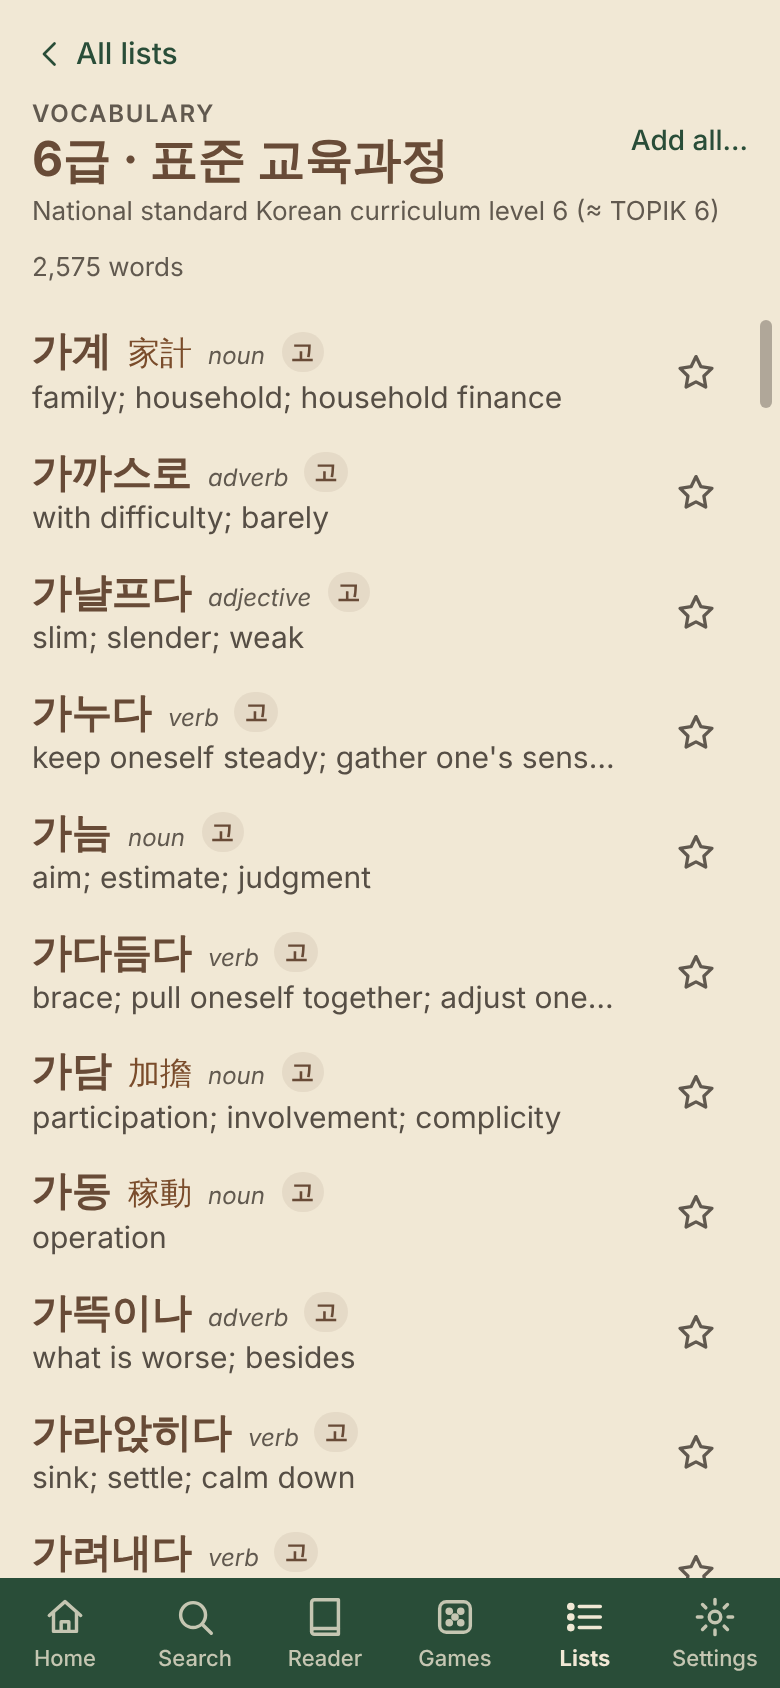 All lists
VOCABULARY
6급 · 표준 교육과정
Add all...
National standard Korean curriculum level 6 (≈ TOPIK 6)
2,575 words
가계 家計 noun 고
family; household; household finance
가까스로 adverb 고
with difficulty; barely
가냘프다 adjective 고
slim; slender; weak
가누다 verb 고
keep oneself steady; gather one's sens...
가늠 noun 고
aim; estimate; judgment
가다듬다 verb 고
brace; pull oneself together; adjust one...
가담 加擔 noun 고
participation; involvement; complicity
가동 稼動 noun 고
operation
가뜩이나 adverb 고
what is worse; besides
가라앉히다 verb 고
sink; settle; calm down
가려내다 verb 고
Home Search Reader Games Lists Settings